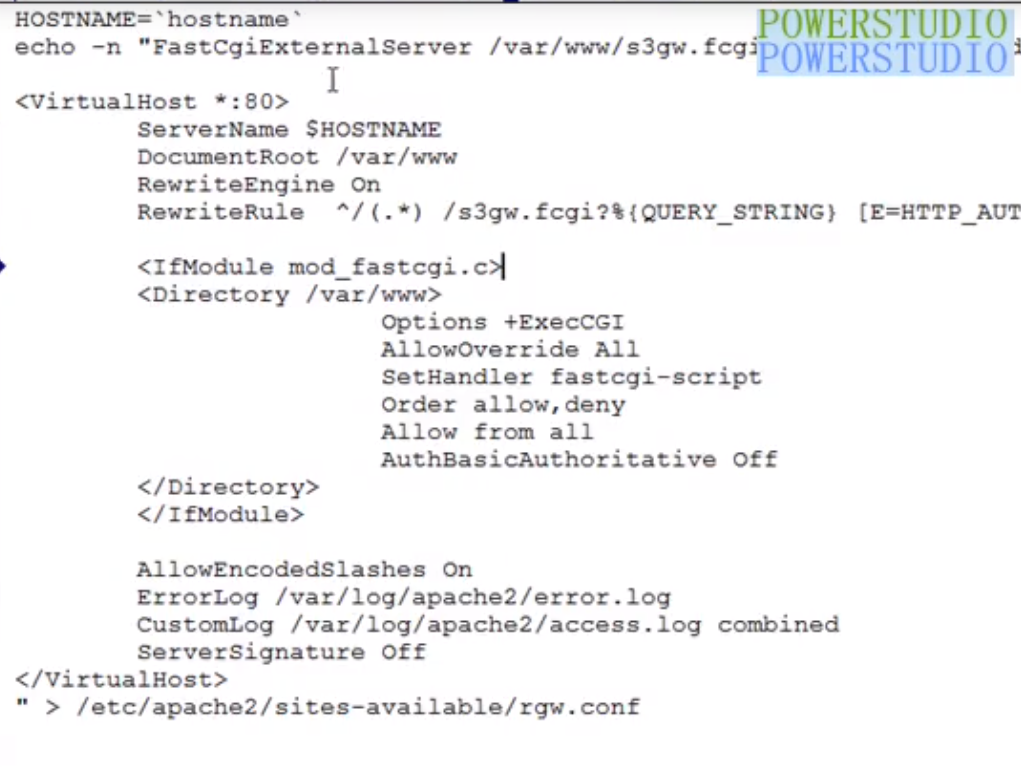 HOSTNAME=`hostname`
echo -n "FastCgiExternalServer /var/www/s3gw.fcgi
POWERSTUDIO
POWERSTUDIO
<VirtualHost *:80>
ServerName $HOSTNAME
DocumentRoot /var/www
RewriteEngine On
RewriteRule ^/(.*) /s3gw.fcgi?%{QUERY_STRING} [E=HTTP_AUT
<IfModule mod_fastcgi.c>
<Directory /var/www>
Options +ExecCGI
AllowOverride All
SetHandler fastcgi-script
Order allow,deny
Allow from all
AuthBasicAuthoritative Off
</Directory>
</IfModule>
AllowEncodedSlashes On
ErrorLog /var/log/apache2/error.log
CustomLog /var/log/apache2/access.log combined
ServerSignature Off
</VirtualHost>
" > /etc/apache2/sites-available/rgw.conf